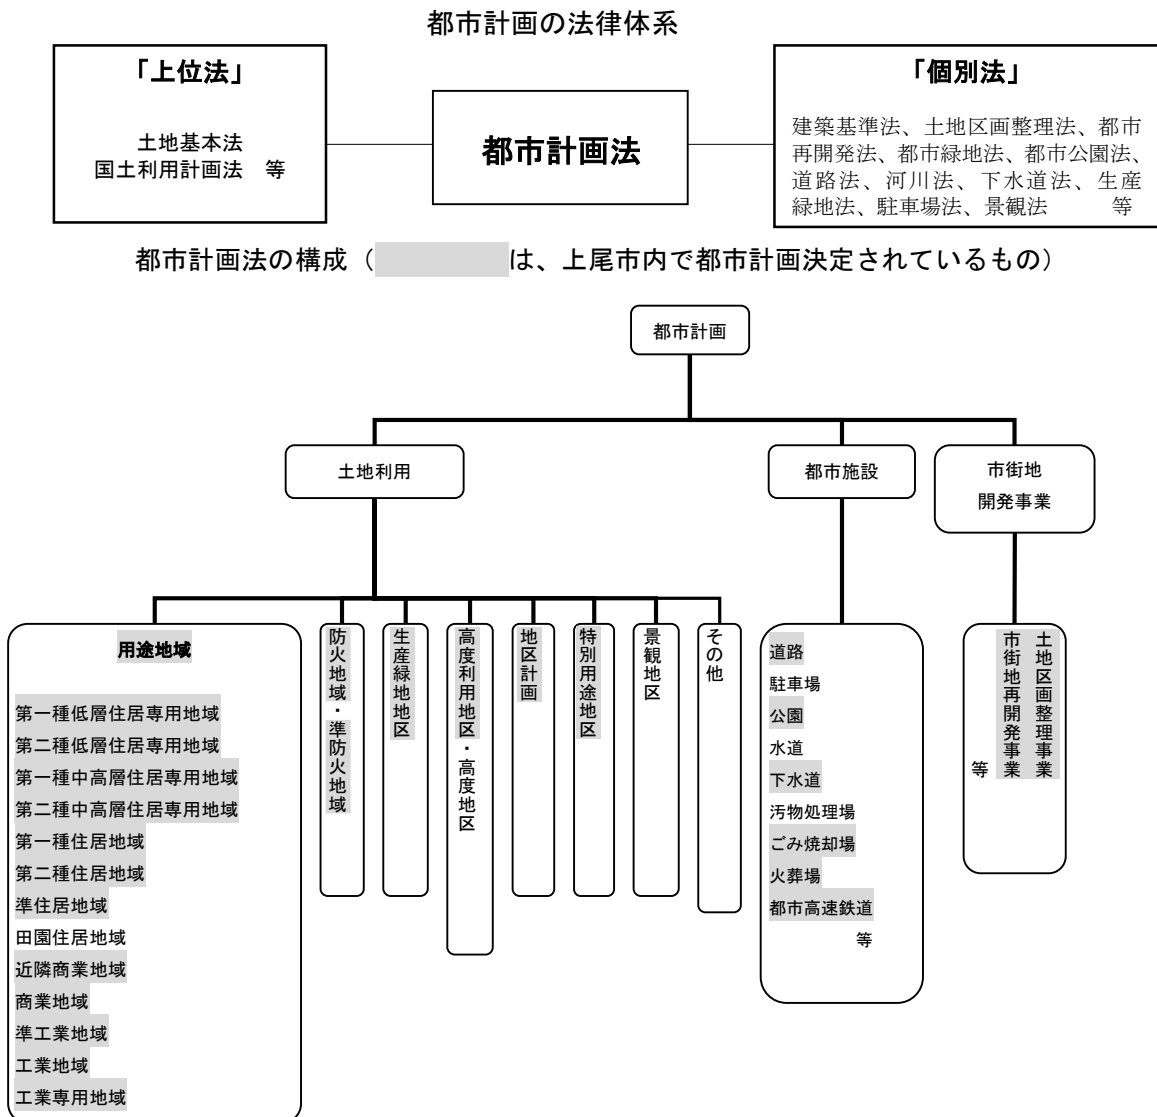 都市計画の法律体系
「上位法」
土地基本法
国土利用計画法　等
都市計画法
「個別法」
建築基準法、土地区画整理法、都市
再開発法、都市緑地法、都市公園法、
道路法、河川法、下水道法、生産
緑地法、駐車場法、景観法　　　等
都市計画法の構成（　　　　　は、上尾市内で都市計画決定されているもの）
都市計画
土地利用
都市施設
市街地
開発事業
用途地域
第一種低層住居専用地域
第二種低層住居専用地域
第一種中高層住居専用地域
第二種中高層住居専用地域
第一種住居地域
第二種住居地域
準住居地域
田園住居地域
近隣商業地域
商業地域
準工業地域
工業地域
工業専用地域
防火地域・準防火地域
生産緑地地区
高度利用地区・高度地区
地区計画
特別用途地区
景観地区
その他
道路
駐車場
公園
水道
下水道
汚物処理場
ごみ焼却場
火葬場
都市高速鉄道
等
土地区画整理事業
市街地再開発事業
等